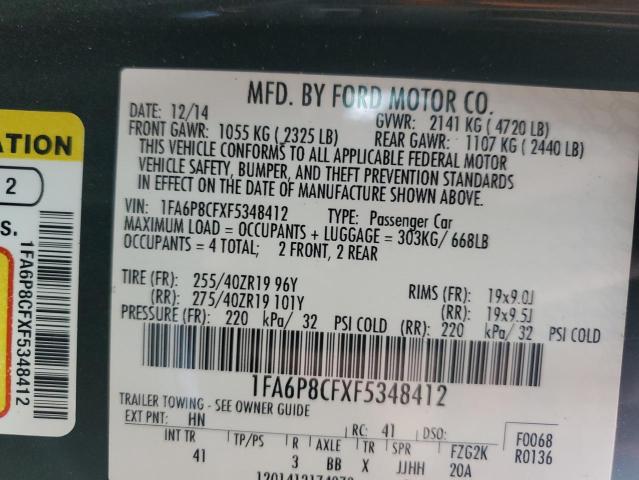 MFD. BY FORD MOTOR CO.
DATE: 12/14 GVWR: 2141 KG ( 4720 LB)
FRONT GAWR: 1055 KG ( 2325 LB) REAR GAWR: 1107 KG ( 2440 LB)
THIS VEHICLE CONFORMS TO ALL APPLICABLE FEDERAL MOTOR
VEHICLE SAFETY, BUMPER, AND THEFT PREVENTION STANDARDS
IN EFFECT ON THE DATE OF MANUFACTURE SHOWN ABOVE.
VIN: 1FA6P8CFXF5348412 TYPE: Passenger Car
MAXIMUM LOAD = OCCUPANTS + LUGGAGE = 303KG/ 668LB
OCCUPANTS = 4 TOTAL; 2 FRONT, 2 REAR
TIRE (FR): 255/40ZR19 96Y RIMS (FR): 19x9.0J
(RR): 275/40ZR19 101Y (RR): 19x9.5J
PRESSURE (FR): 220 kPa/ 32 PSI COLD (RR): 220 kPa/ 32 PSI COLD
1FA6P8CFXF5348412
TRAILER TOWING - SEE OWNER GUIDE
EXT PNT: HN RC: 41 DSO: F0068
INT TR TP/PS R AXLE TR SPR FZG2K R0136
41 3 BB X JJHH 20A
ATION
2
S.
1FA6P8CFXF5348412